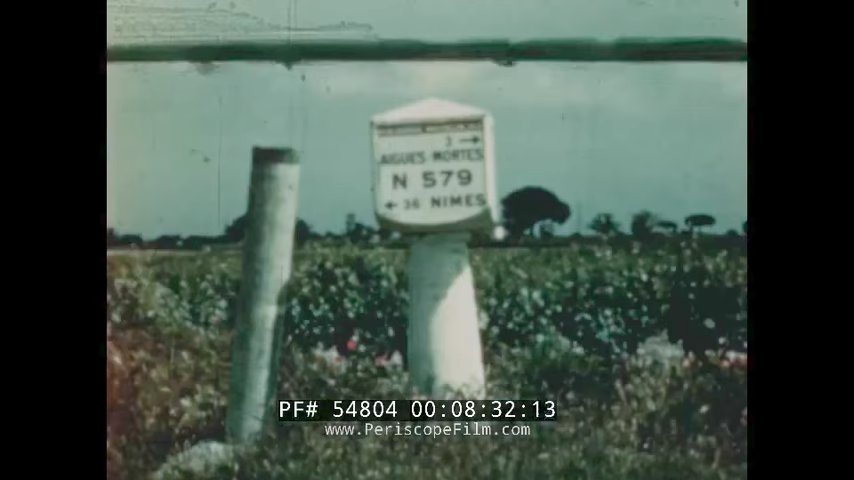 3 →
AIGUES-MORTES
N 579
← 36 NIMES
PF# 54804 00:08:32:13
www.PeriscopeFilm.com